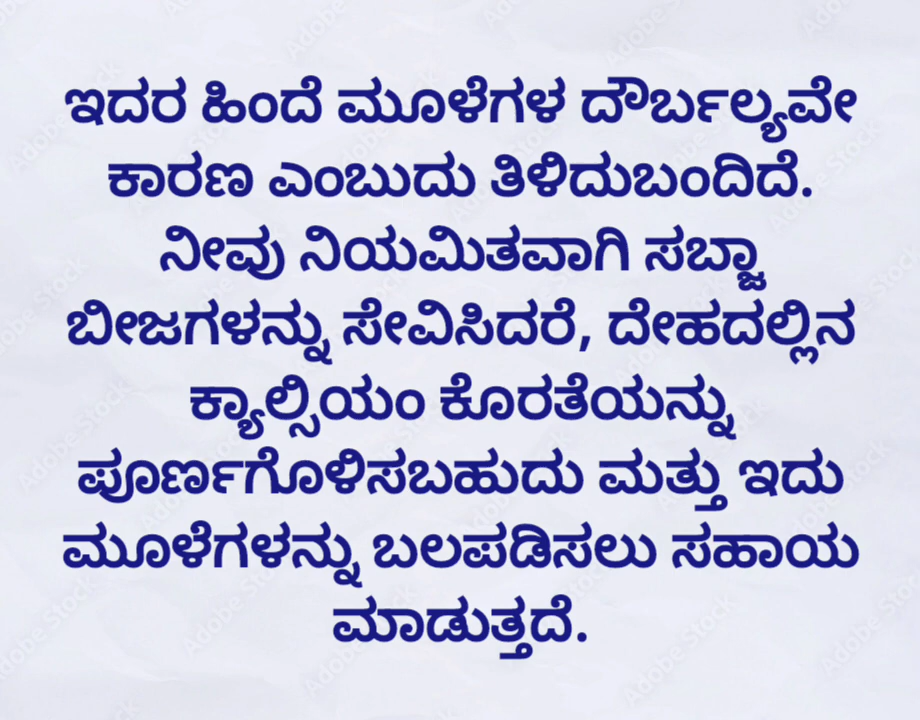 ಇದರ ಹಿಂದೆ ಮೂಳೆಗಳ ದೌರ್ಬಲ್ಯವೇ
ಕಾರಣ ಎಂಬುದು ತಿಳಿದುಬಂದಿದೆ.
ನೀವು ನಿಯಮಿತವಾಗಿ ಸಬ್ಜಾ
ಬೀಜಗಳನ್ನು ಸೇವಿಸಿದರೆ, ದೇಹದಲ್ಲಿನ
ಕ್ಯಾಲ್ಸಿಯಂ ಕೊರತೆಯನ್ನು
ಪೂರ್ಣಗೊಳಿಸಬಹುದು ಮತ್ತು ಇದು
ಮೂಳೆಗಳನ್ನು ಬಲಪಡಿಸಲು ಸಹಾಯ
ಮಾಡುತ್ತದೆ.